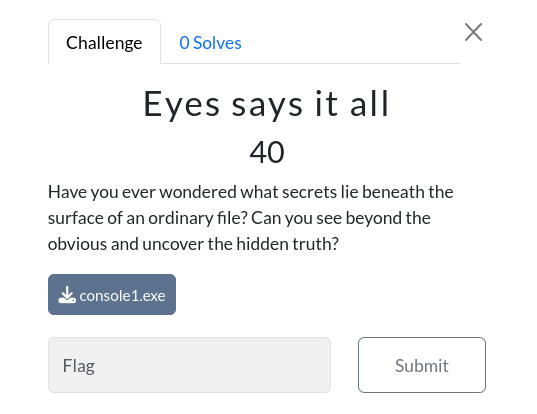 Challenge
0 Solves
Eyes says it all
40
Have you ever wondered what secrets lie beneath the
surface of an ordinary file? Can you see beyond the
obvious and uncover the hidden truth?
console1.exe
Flag
Submit